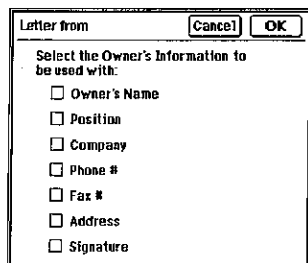 Letter from Cancel OK
Select the Owner's Information to
be used with:
Owner's Name
Position
Company
Phone #
Fax #
Address
Signature